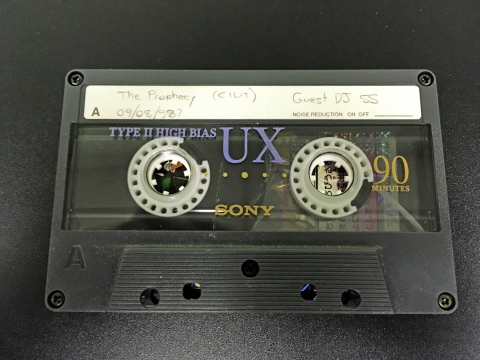 The Prophecy (CIUT) Guest DJ SS
A 09/08/98?
NOISE REDUCTION ON OFF
TYPE II HIGH BIAS UX
90
MINUTES
SONY
A